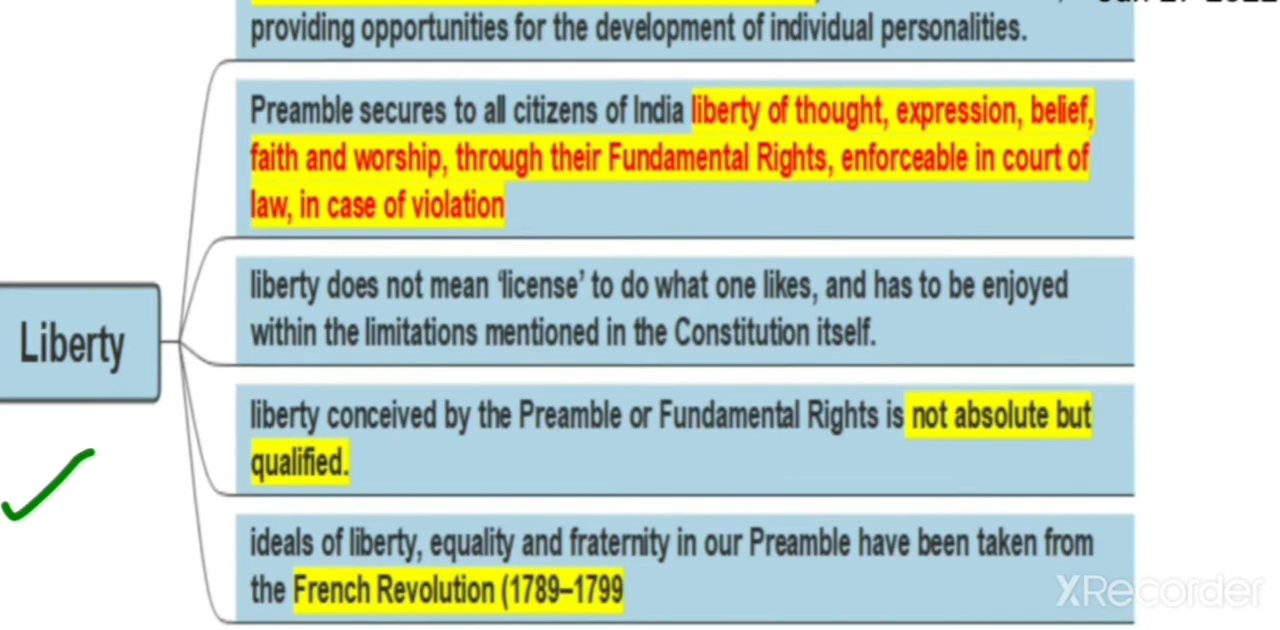 providing opportunities for the development of individual personalities.
Preamble secures to all citizens of India liberty of thought, expression, belief,
faith and worship, through their Fundamental Rights, enforceable in court of
law, in case of violation
liberty does not mean ‘license’ to do what one likes, and has to be enjoyed
within the limitations mentioned in the Constitution itself.
Liberty
liberty conceived by the Preamble or Fundamental Rights is not absolute but
qualified.
ideals of liberty, equality and fraternity in our Preamble have been taken from
the French Revolution (1789–1799
XRecorder